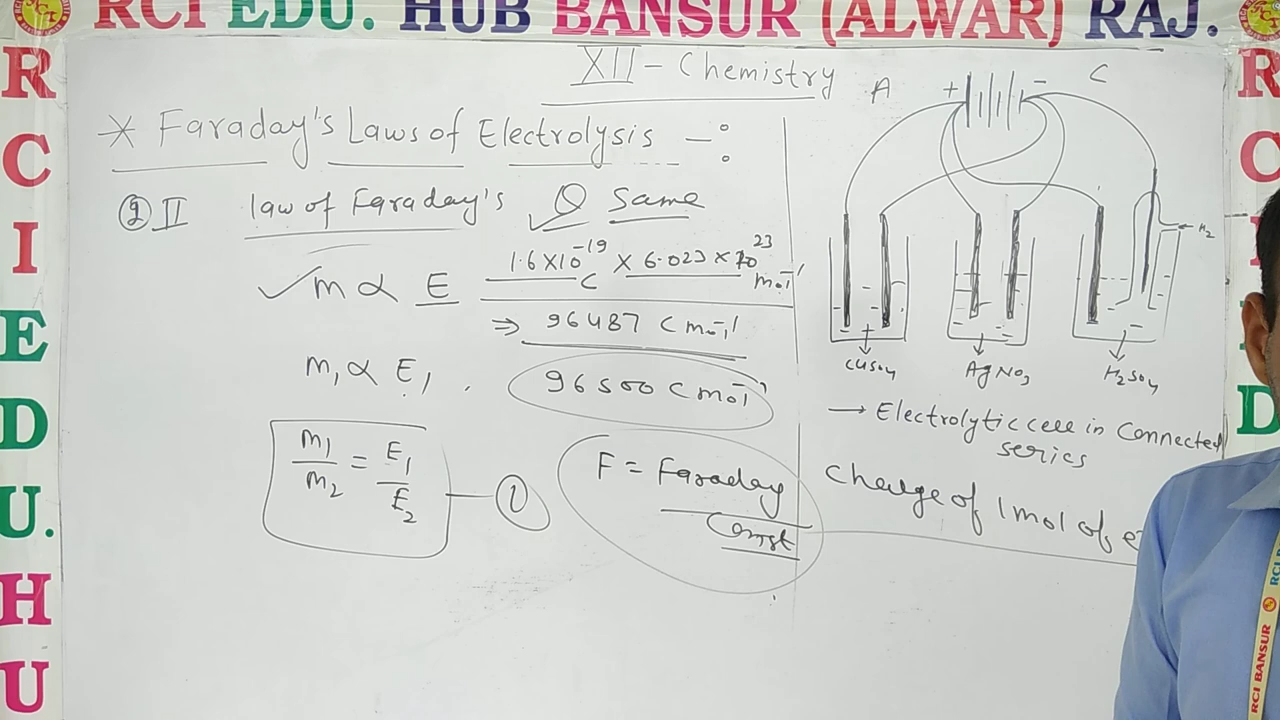 RCI EDU. HUB BANSUR (ALWAR) RAJ.
R
C
I
E
D
U.
H
U
R
C
D
XII - Chemistry
* Faraday's Laws of Electrolysis -:
② II law of Faraday's Q Same
m ∝ E
1.6×10⁻¹⁹ C × 6.023×10²³ mol⁻¹
⇒ 96487 C mol⁻¹
m₁ ∝ E₁
96500 C mol⁻¹
m₁/m₂ = E₁/E₂ — ①
F = Faraday
Const
A + - C
H₂
CuSO₄ AgNO₃ H₂SO₄
→ Electrolytic cell in Connected
series
Charge of 1 mol of e
RCI BANSUR